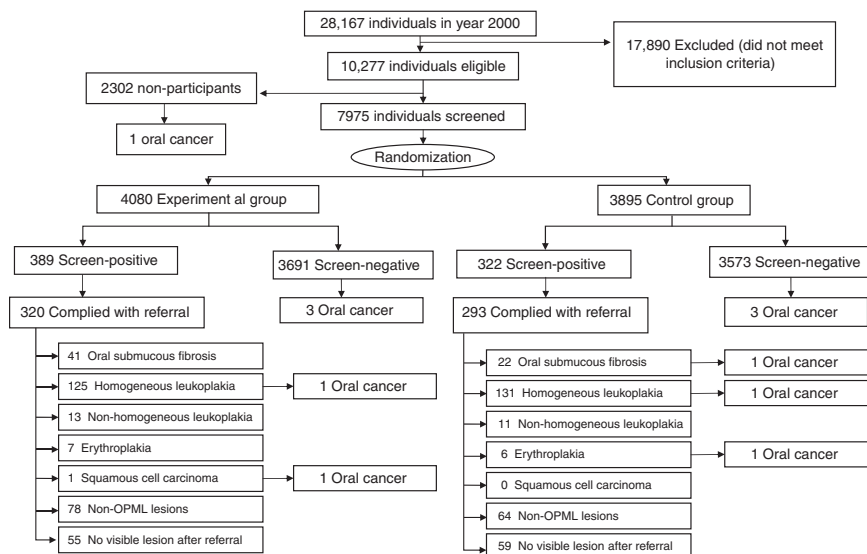 28,167 individuals in year 2000
17,890 Excluded (did not meet
inclusion criteria)
10,277 individuals eligible
2302 non-participants
7975 individuals screened
1 oral cancer
Randomization
4080 Experiment al group
3895 Control group
389 Screen-positive
3691 Screen-negative
322 Screen-positive
3573 Screen-negative
320 Complied with referral
3 Oral cancer
293 Complied with referral
3 Oral cancer
41 Oral submucous fibrosis
125 Homogeneous leukoplakia
1 Oral cancer
13 Non-homogeneous leukoplakia
7 Erythroplakia
1 Squamous cell carcinoma
1 Oral cancer
78 Non-OPML lesions
55 No visible lesion after referral
22 Oral submucous fibrosis
1 Oral cancer
131 Homogeneous leukoplakia
1 Oral cancer
11 Non-homogeneous leukoplakia
6 Erythroplakia
1 Oral cancer
0 Squamous cell carcinoma
64 Non-OPML lesions
59 No visible lesion after referral